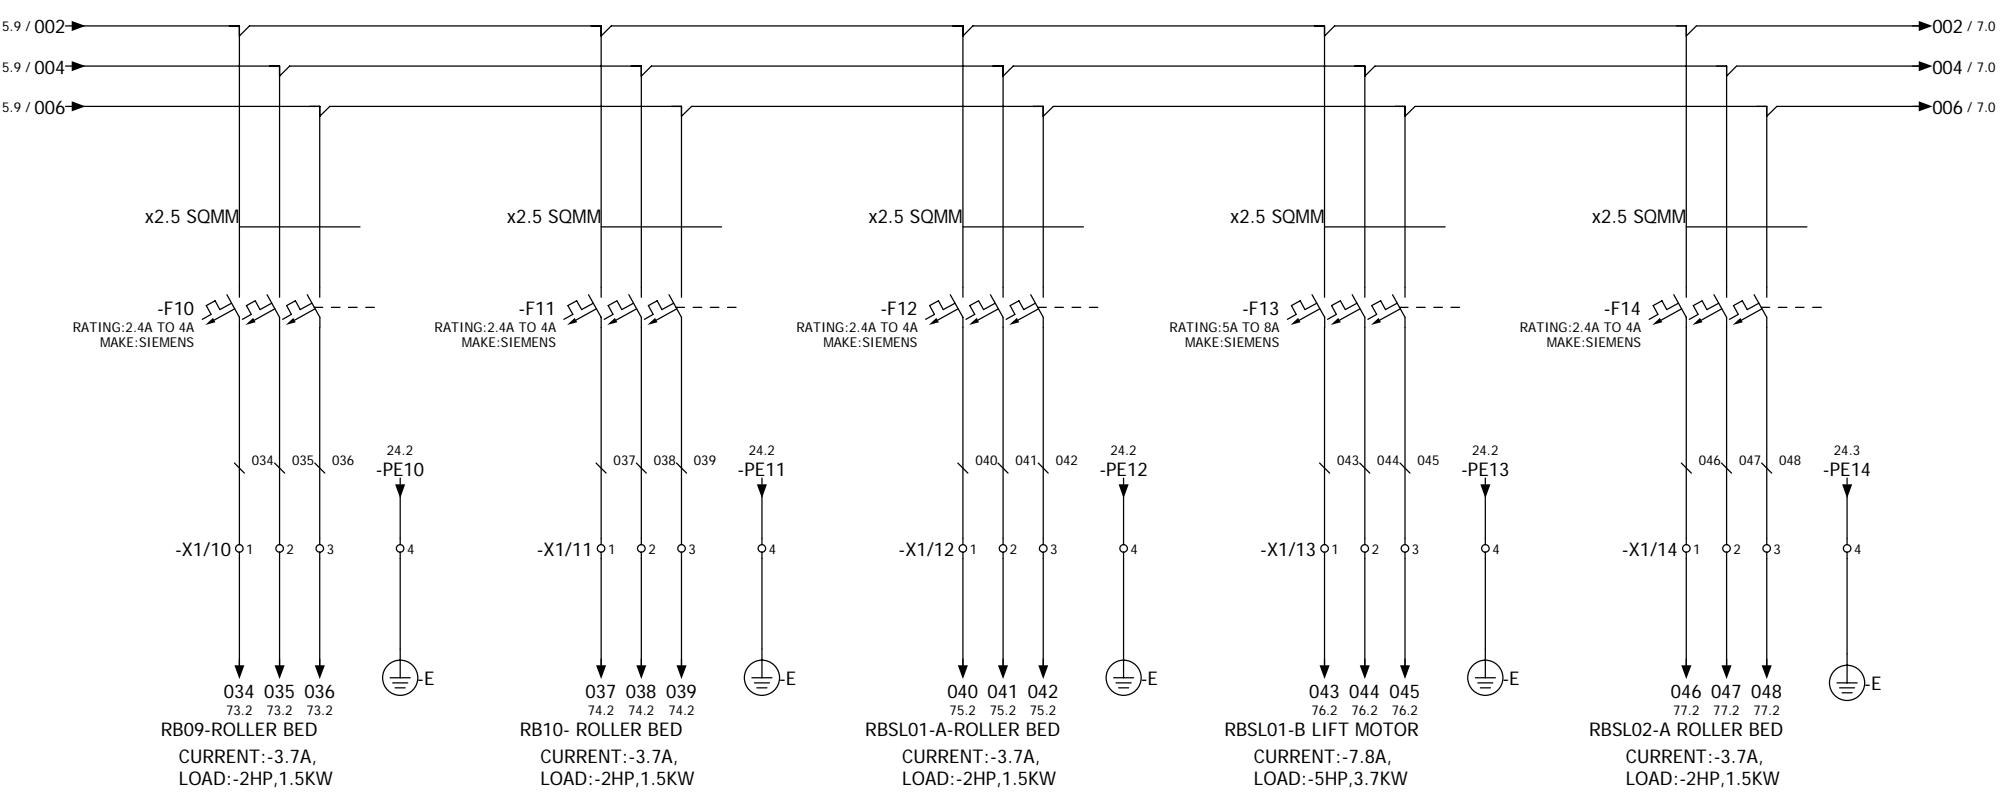 5.9 / 002 002 / 7.0
5.9 / 004 004 / 7.0
5.9 / 006 006 / 7.0
x2.5 SQMM x2.5 SQMM x2.5 SQMM x2.5 SQMM x2.5 SQMM
-F10 -F11 -F12 -F13 -F14
RATING:2.4A TO 4A RATING:2.4A TO 4A RATING:2.4A TO 4A RATING:5A TO 8A RATING:2.4A TO 4A
MAKE:SIEMENS MAKE:SIEMENS MAKE:SIEMENS MAKE:SIEMENS MAKE:SIEMENS
24.2 24.2 24.2 24.2 24.3
034 035 036 037 038 039 040 041 042 043 044 045 046 047 048
-PE10 -PE11 -PE12 -PE13 -PE14
-X1/10 1 2 3 4 -X1/11 1 2 3 4 -X1/12 1 2 3 4 -X1/13 1 2 3 4 -X1/14 1 2 3 4
-E -E -E -E -E
034 035 036 037 038 039 040 041 042 043 044 045 046 047 048
73.2 73.2 73.2 74.2 74.2 74.2 75.2 75.2 75.2 76.2 76.2 76.2 77.2 77.2 77.2
RB09-ROLLER BED RB10- ROLLER BED RBSL01-A-ROLLER BED RBSL01-B LIFT MOTOR RBSL02-A ROLLER BED
CURRENT:-3.7A, CURRENT:-3.7A, CURRENT:-3.7A, CURRENT:-7.8A, CURRENT:-3.7A,
LOAD:-2HP,1.5KW LOAD:-2HP,1.5KW LOAD:-2HP,1.5KW LOAD:-5HP,3.7KW LOAD:-2HP,1.5KW